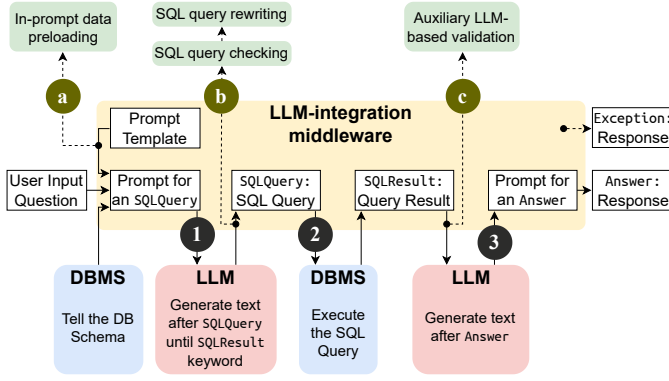 In-prompt data
preloading
SQL query rewriting
SQL query checking
Auxiliary LLM-
based validation
a
b
c
LLM-integration
middleware
Prompt
Template
Exception:
Response
User Input
Question
Prompt for
an SQLQuery
SQLQuery:
SQL Query
SQLResult:
Query Result
Prompt for
an Answer
Answer:
Response
1
2
3
DBMS
Tell the DB
Schema
LLM
Generate text
after SQLQuery
until SQLResult
keyword
DBMS
Execute
the SQL
Query
LLM
Generate text
after Answer